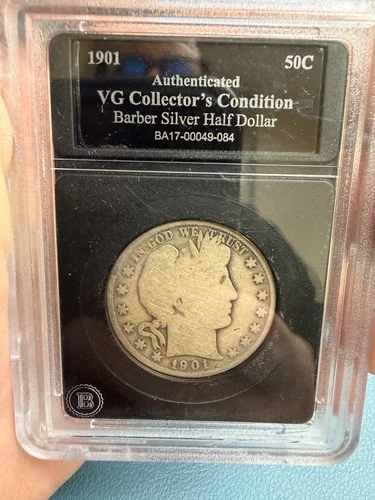 1901 50C
Authenticated
VG Collector's Condition
Barber Silver Half Dollar
BA17-00049-084
IN GOD WE TRUST
1901
B